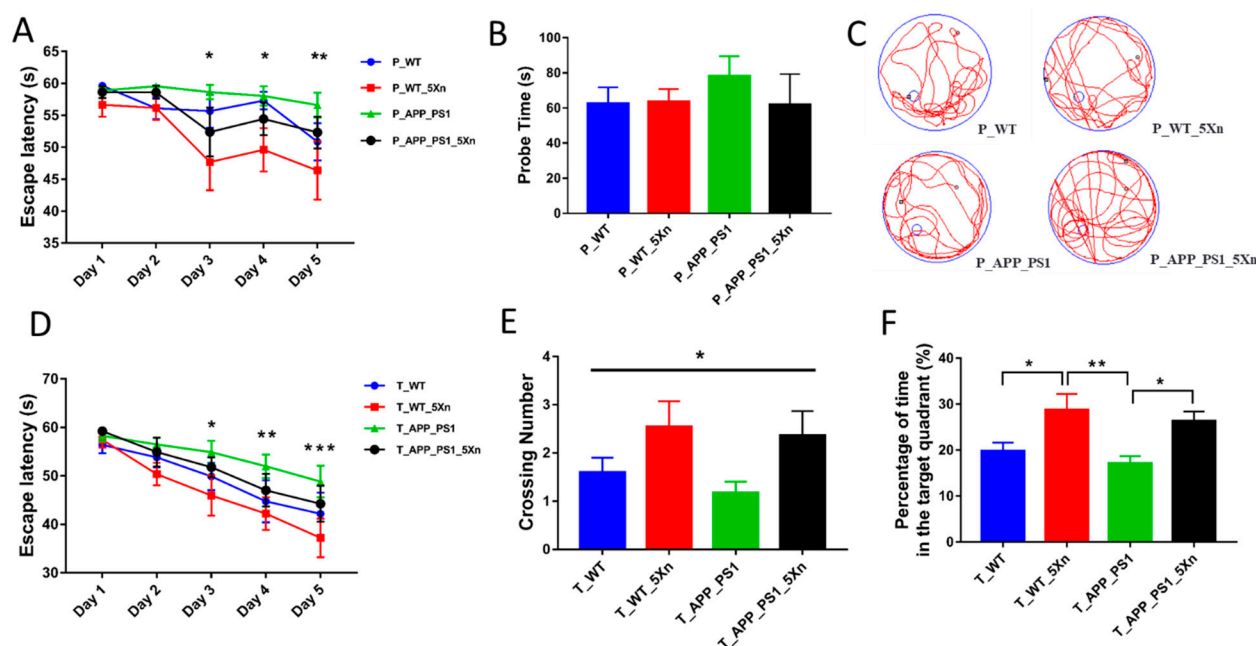 A
Escape latency (s)
65
60
55
50
45
40
35
Day 1
Day 2
Day 3
Day 4
Day 5
*
*
**
P_WT
P_WT_5Xn
P_APP_PS1
P_APP_PS1_5Xn
B
Probe Time (s)
100
80
60
40
20
0
P_WT
P_WT_5Xn
P_APP_PS1
P_APP_PS1_5Xn
C
P_WT
P_WT_5Xn
P_APP_PS1
P_APP_PS1_5Xn
D
Escape latency (s)
70
60
50
40
30
Day 1
Day 2
Day 3
Day 4
Day 5
*
**
***
T_WT
T_WT_5Xn
T_APP_PS1
T_APP_PS1_5Xn
E
Crossing Number
4
3
2
1
0
*
T_WT
T_WT_5Xn
T_APP_PS1
T_APP_PS1_5Xn
F
Percentage of time
in the target quadrant (%)
40
30
20
10
0
*
**
*
T_WT
T_WT_5Xn
T_APP_PS1
T_APP_PS1_5Xn